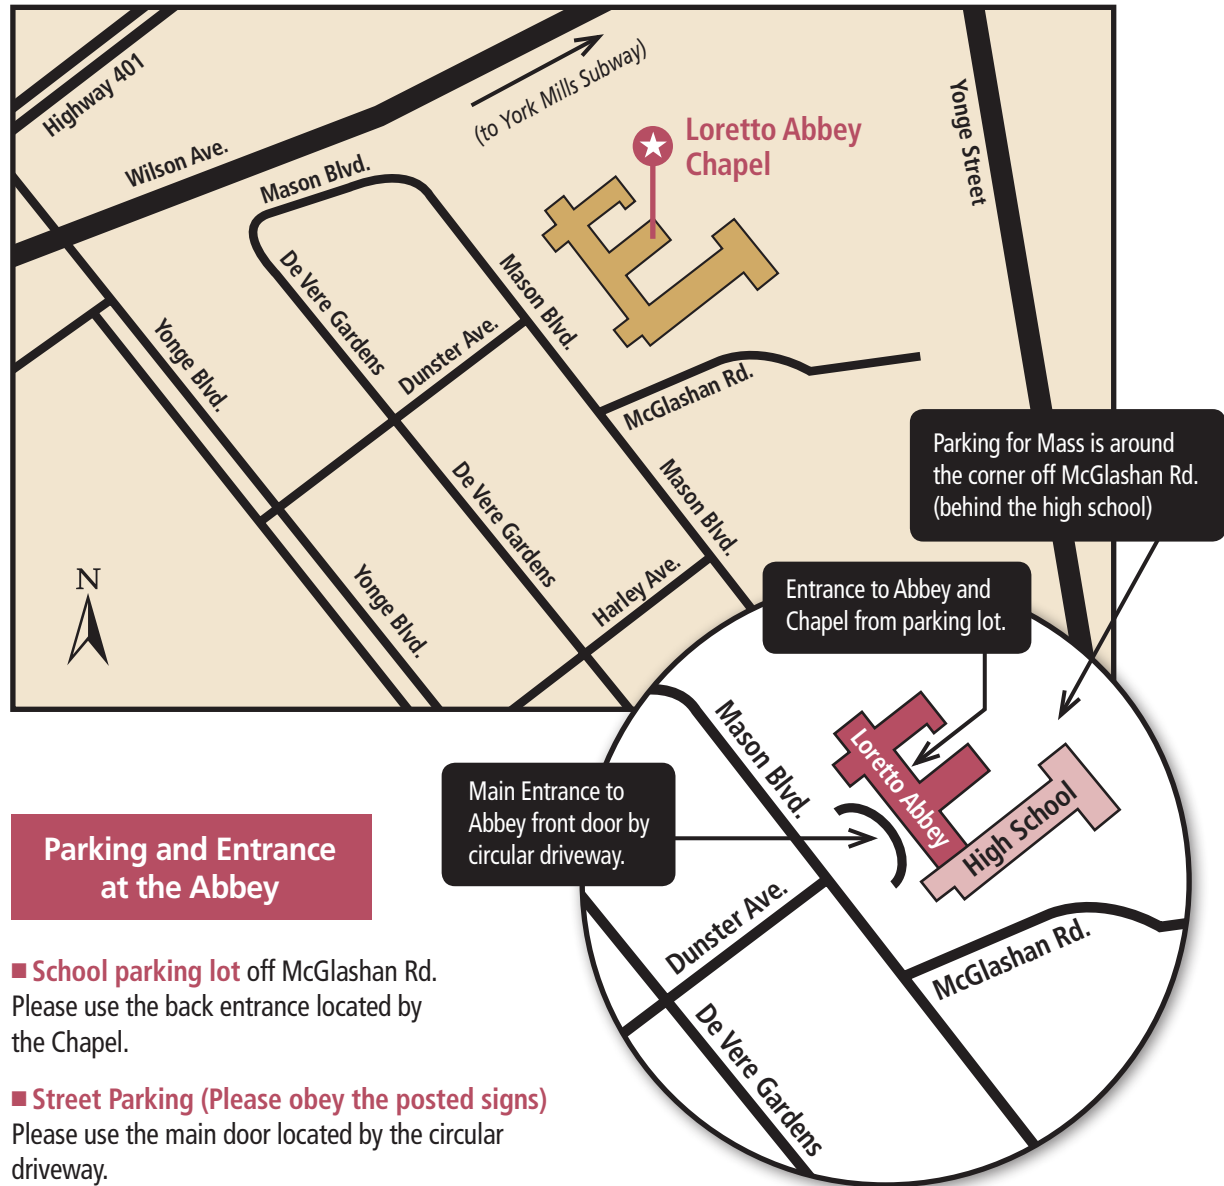 Highway 401
Wilson Ave.
(to York Mills Subway)
Loretto Abbey
Chapel
Yonge Street
Mason Blvd.
De Vere Gardens
Mason Blvd.
Yonge Blvd.
Dunster Ave.
McGlashan Rd.
De Vere Gardens
Mason Blvd.
Yonge Blvd.
Harley Ave.
N
Parking for Mass is around
the corner off McGlashan Rd.
(behind the high school)
Entrance to Abbey and
Chapel from parking lot.
Main Entrance to
Abbey front door by
circular driveway.
Mason Blvd.
Loretto Abbey
High School
Dunster Ave.
McGlashan Rd.
De Vere Gardens
Parking and Entrance
at the Abbey
■ School parking lot off McGlashan Rd.
Please use the back entrance located by
the Chapel.
■ Street Parking (Please obey the posted signs)
Please use the main door located by the circular
driveway.